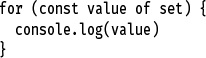 for (const value of set) {
  console.log(value)
}